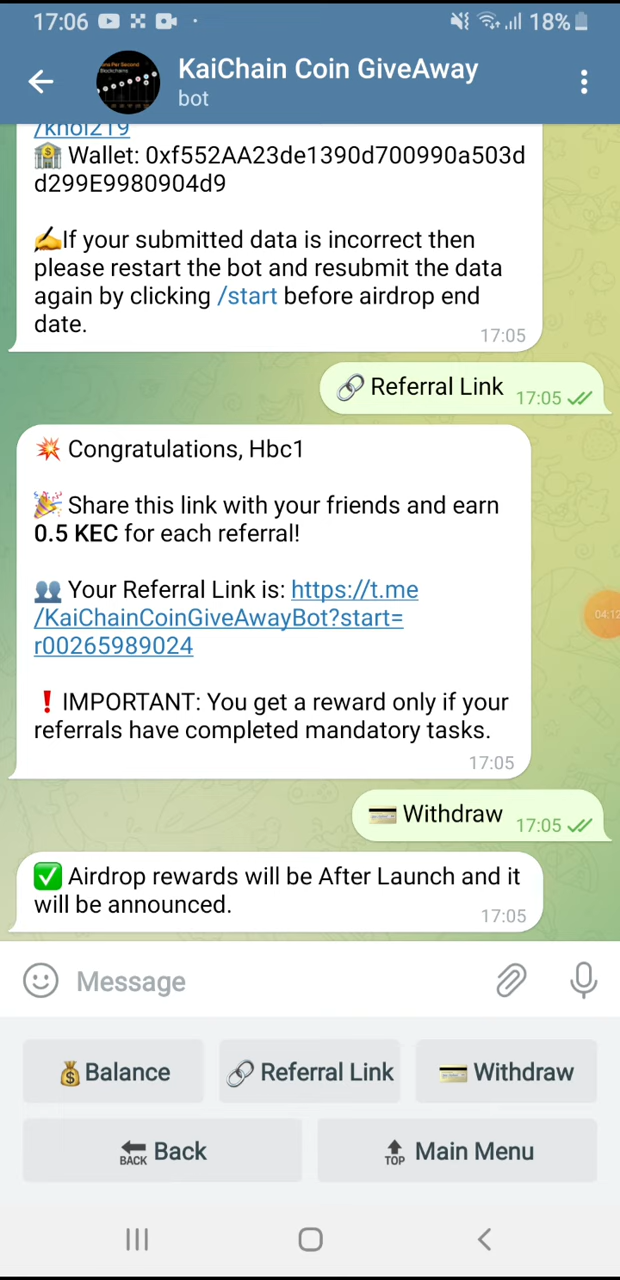 17:06
18%
KaiChain Coin GiveAway
bot
/khoi219
Wallet: 0xf552AA23de1390d700990a503d
d299E9980904d9
If your submitted data is incorrect then
please restart the bot and resubmit the data
again by clicking /start before airdrop end
date.
17:05
Referral Link
17:05
Congratulations, Hbc1
Share this link with your friends and earn
0.5 KEC for each referral!
Your Referral Link is: https://t.me
/KaiChainCoinGiveAwayBot?start=
r00265989024
IMPORTANT: You get a reward only if your
referrals have completed mandatory tasks.
17:05
Withdraw
17:05
Airdrop rewards will be After Launch and it
will be announced.
17:05
04:12
Message
Balance
Referral Link
Withdraw
BACK Back
TOP Main Menu